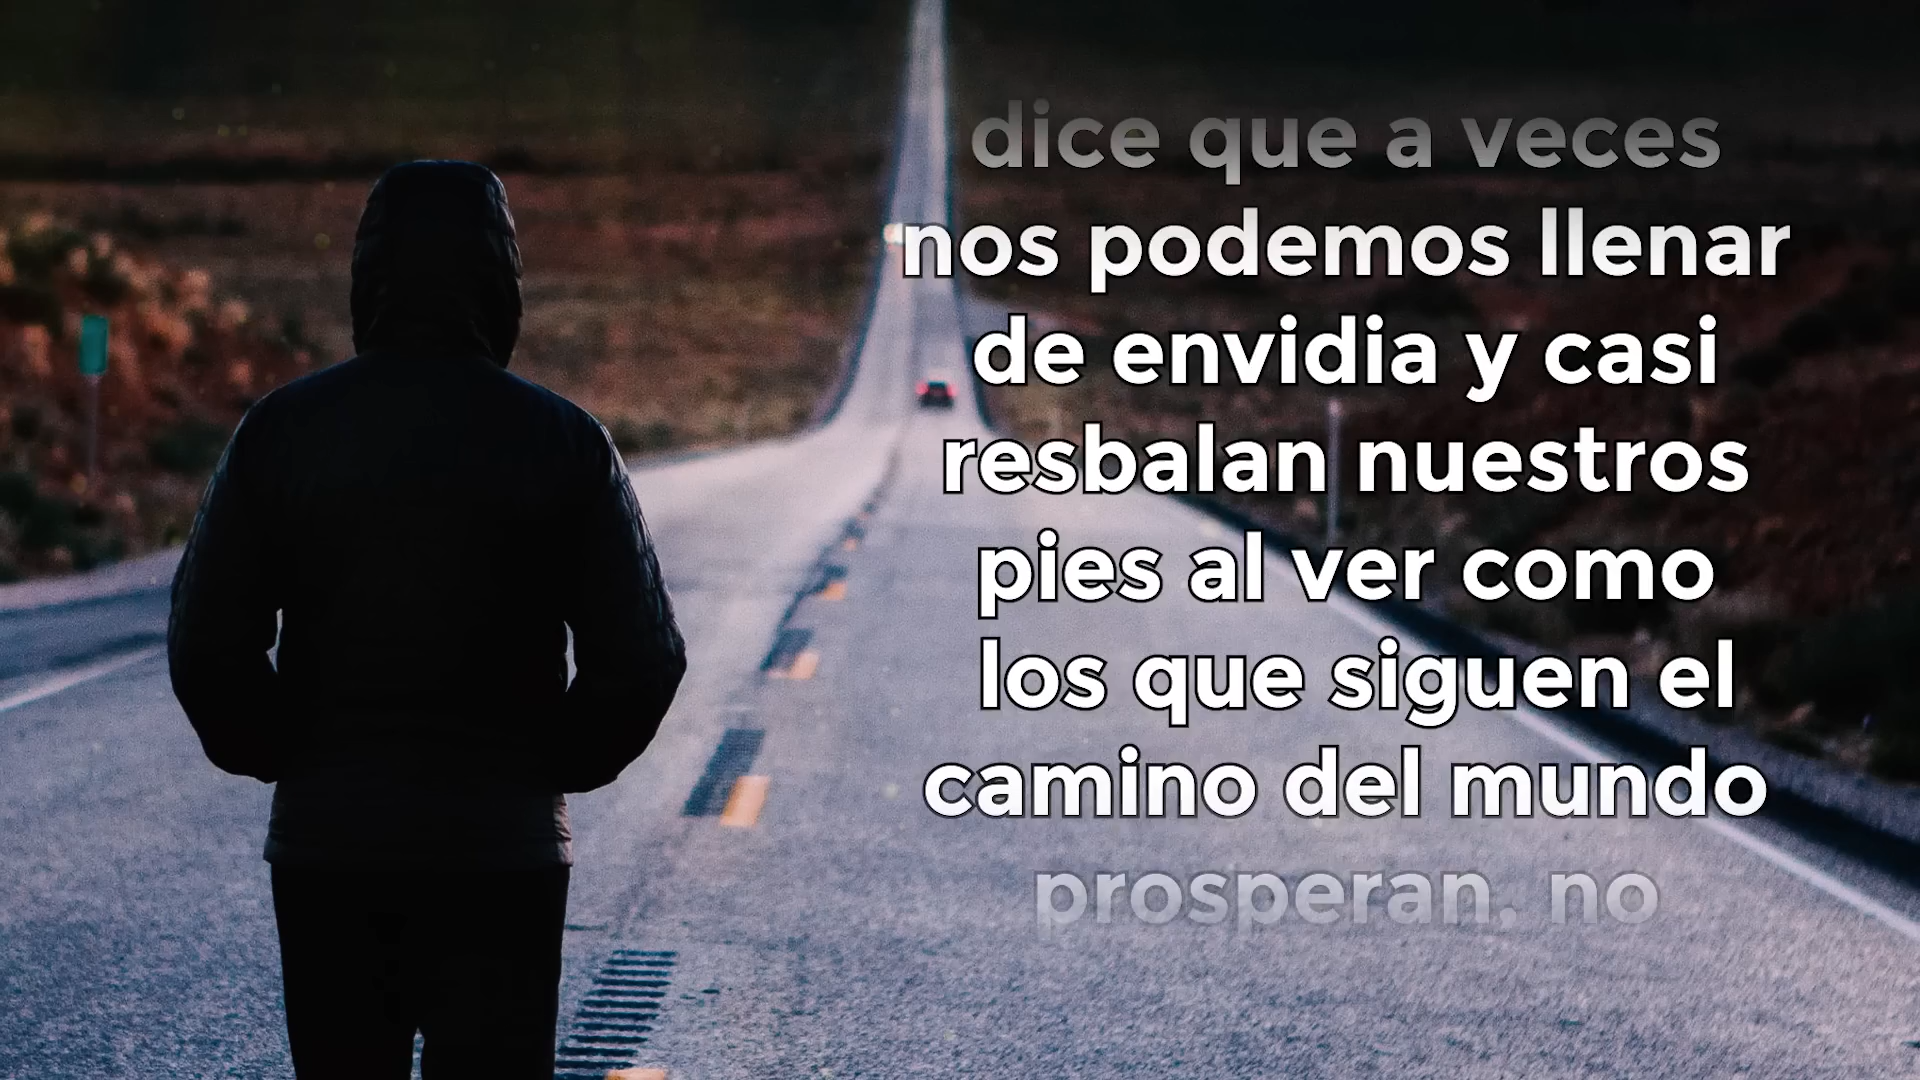 dice que a veces
nos podemos llenar
de envidia y casi
resbalan nuestros
pies al ver como
los que siguen el
camino del mundo
prosperan. no